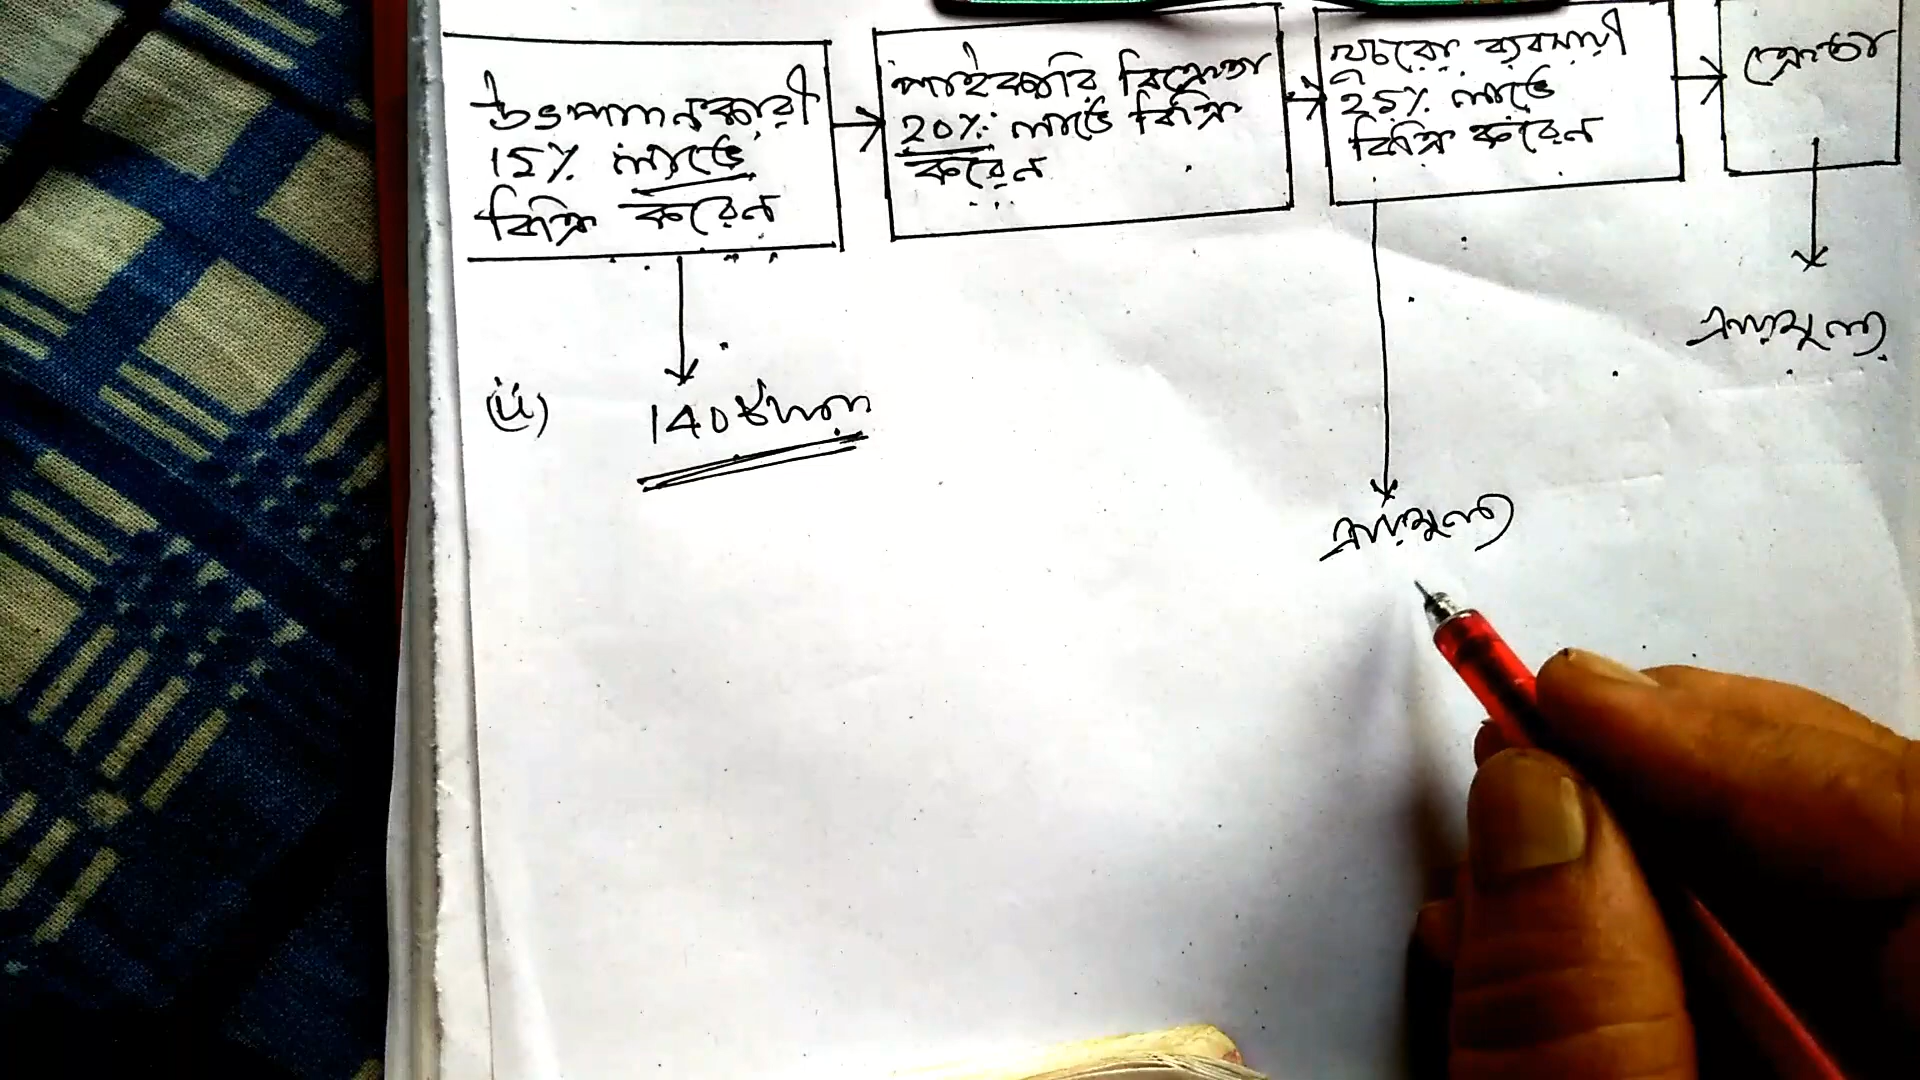 উৎপাদনকারী
15% লাভে
বিক্রি করেন
পাইকারি বিক্রেতা
20% লাভে বিক্রি
করেন
খুচরো ব্যবসায়ী
25% লাভে
বিক্রি করেন
ক্রেতা
ক্রয়মূল্য
(ii) 140 টাকা
ক্রয়মূল্য